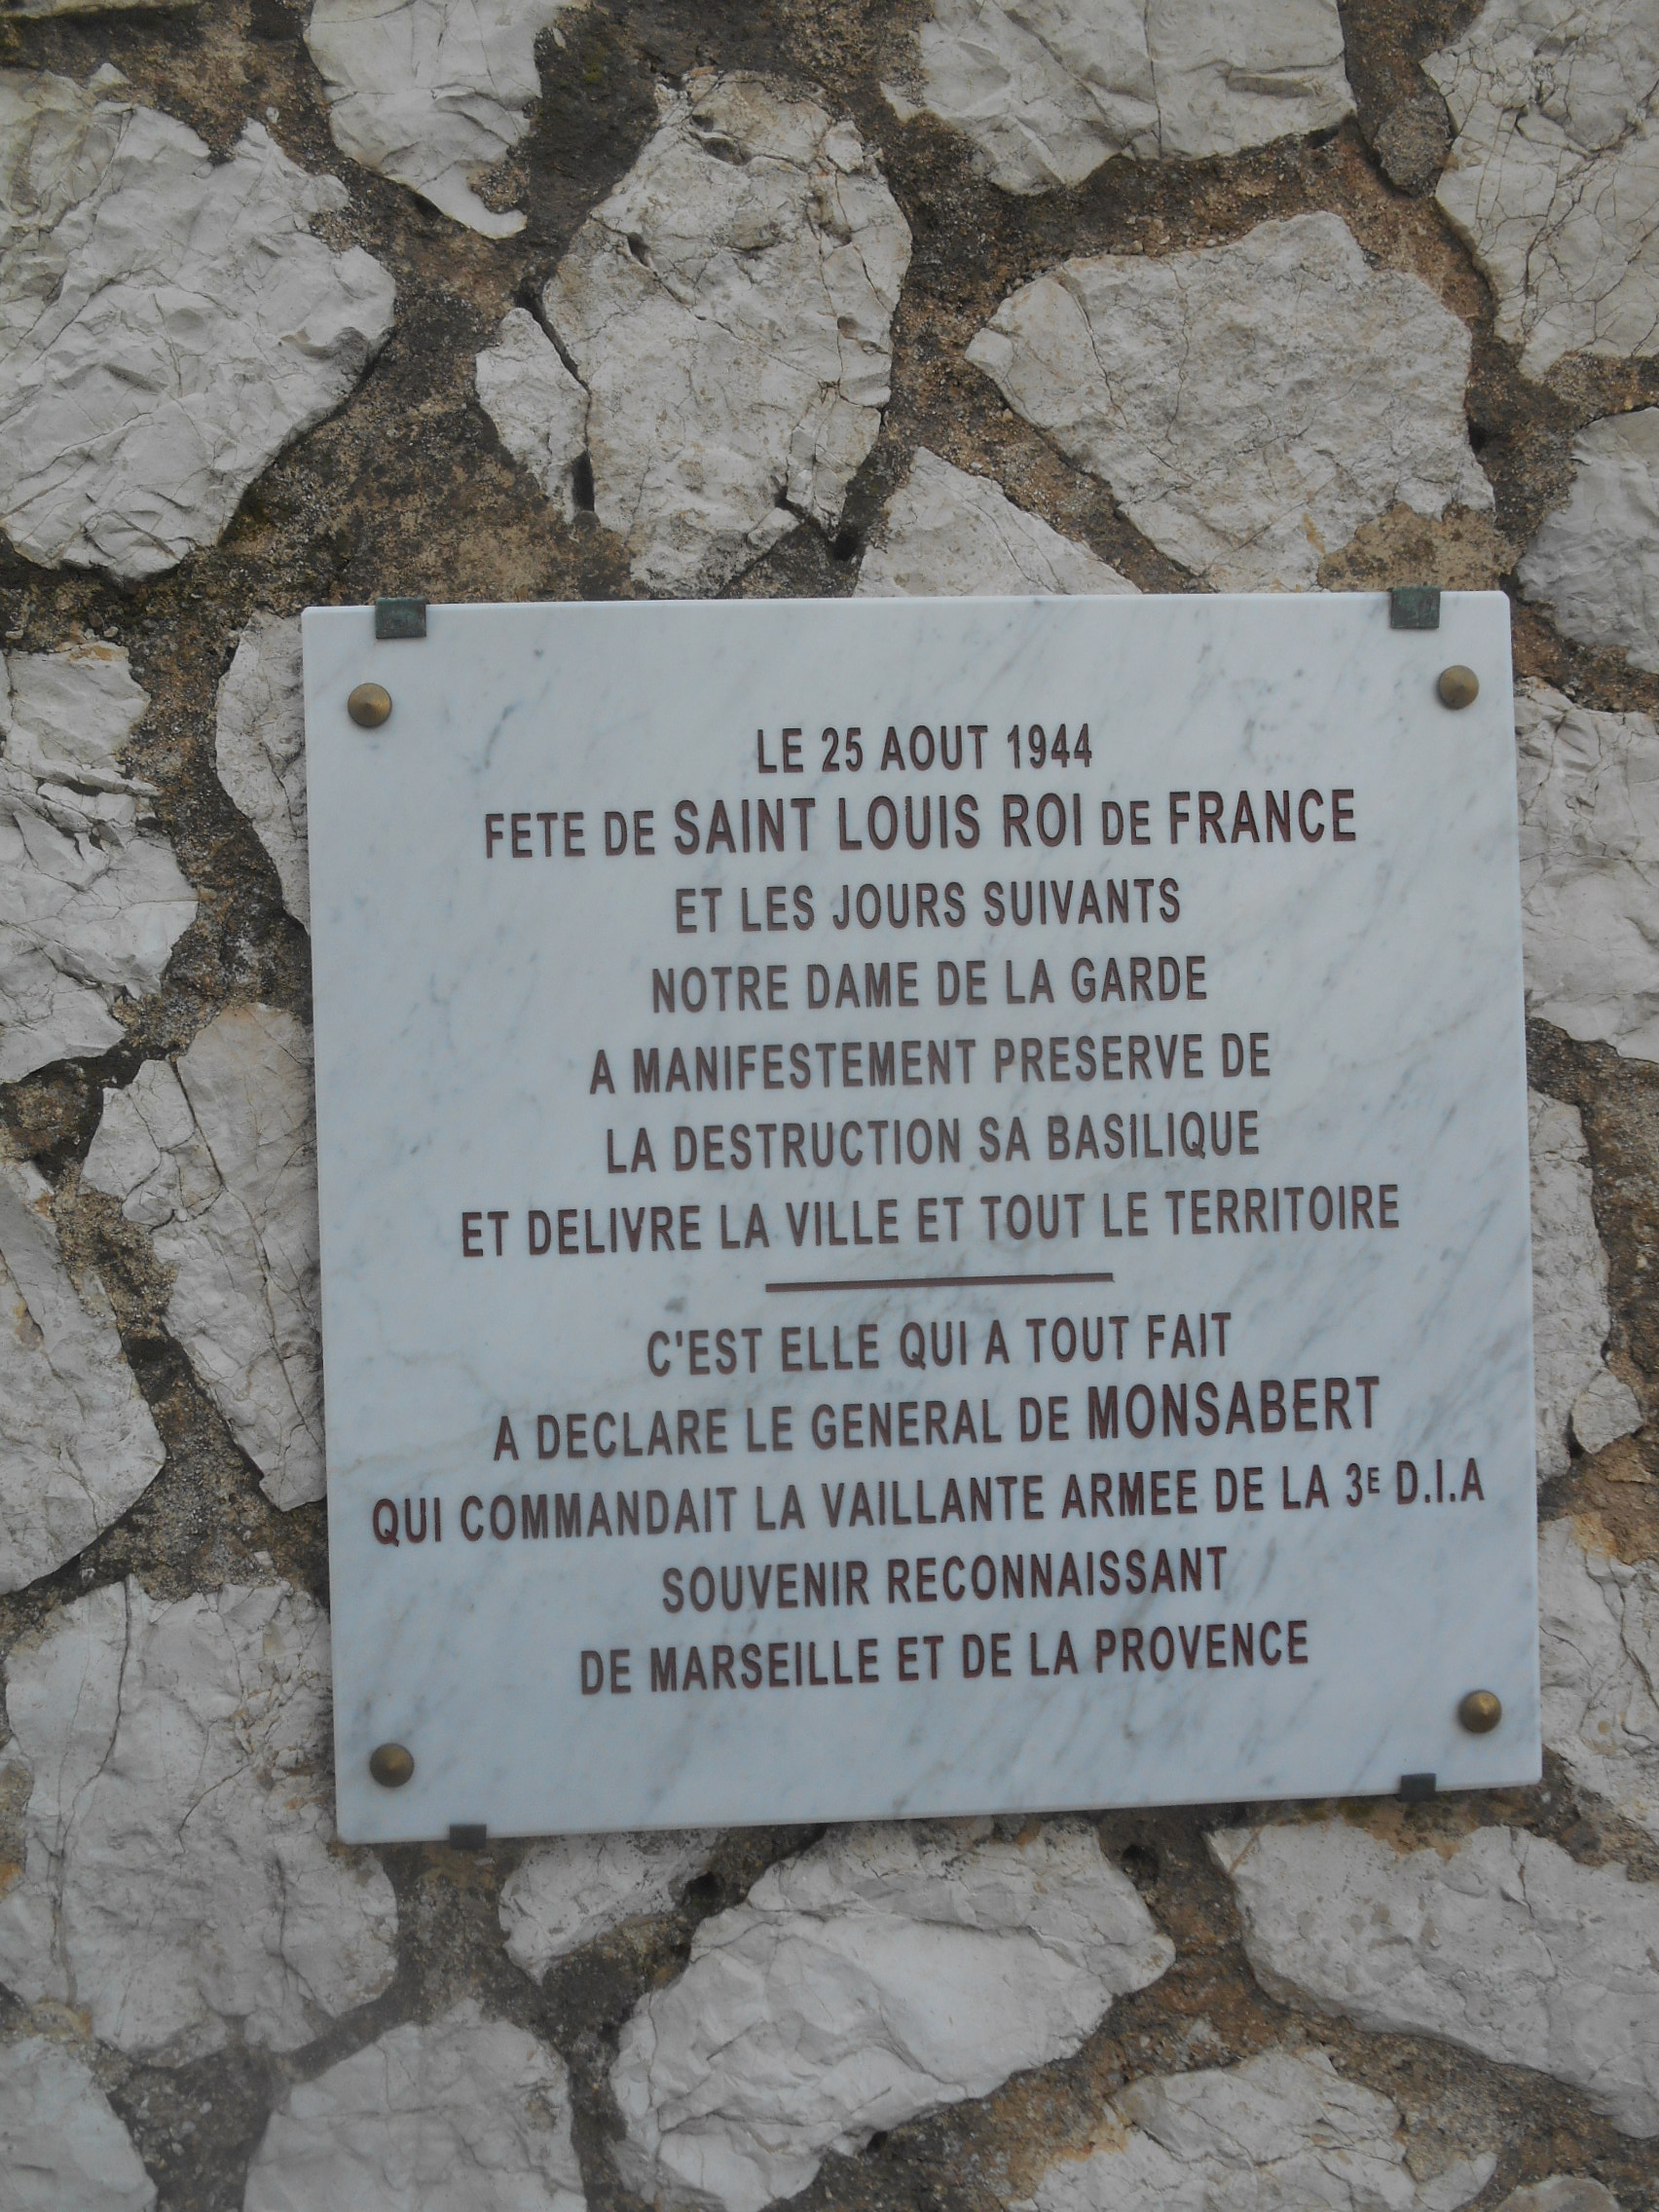 LE 25 AOUT 1944
FETE DE SAINT LOUIS ROI DE FRANCE
ET LES JOURS SUIVANTS
NOTRE DAME DE LA GARDE
A MANIFESTEMENT PRESERVE DE
LA DESTRUCTION SA BASILIQUE
ET DELIVRE LA VILLE ET TOUT LE TERRITOIRE
C'EST ELLE QUI A TOUT FAIT
A DECLARE LE GENERAL DE MONSABERT
QUI COMMANDAIT LA VAILLANTE ARMEE DE LA 3E D.I.A
SOUVENIR RECONNAISSANT
DE MARSEILLE ET DE LA PROVENCE